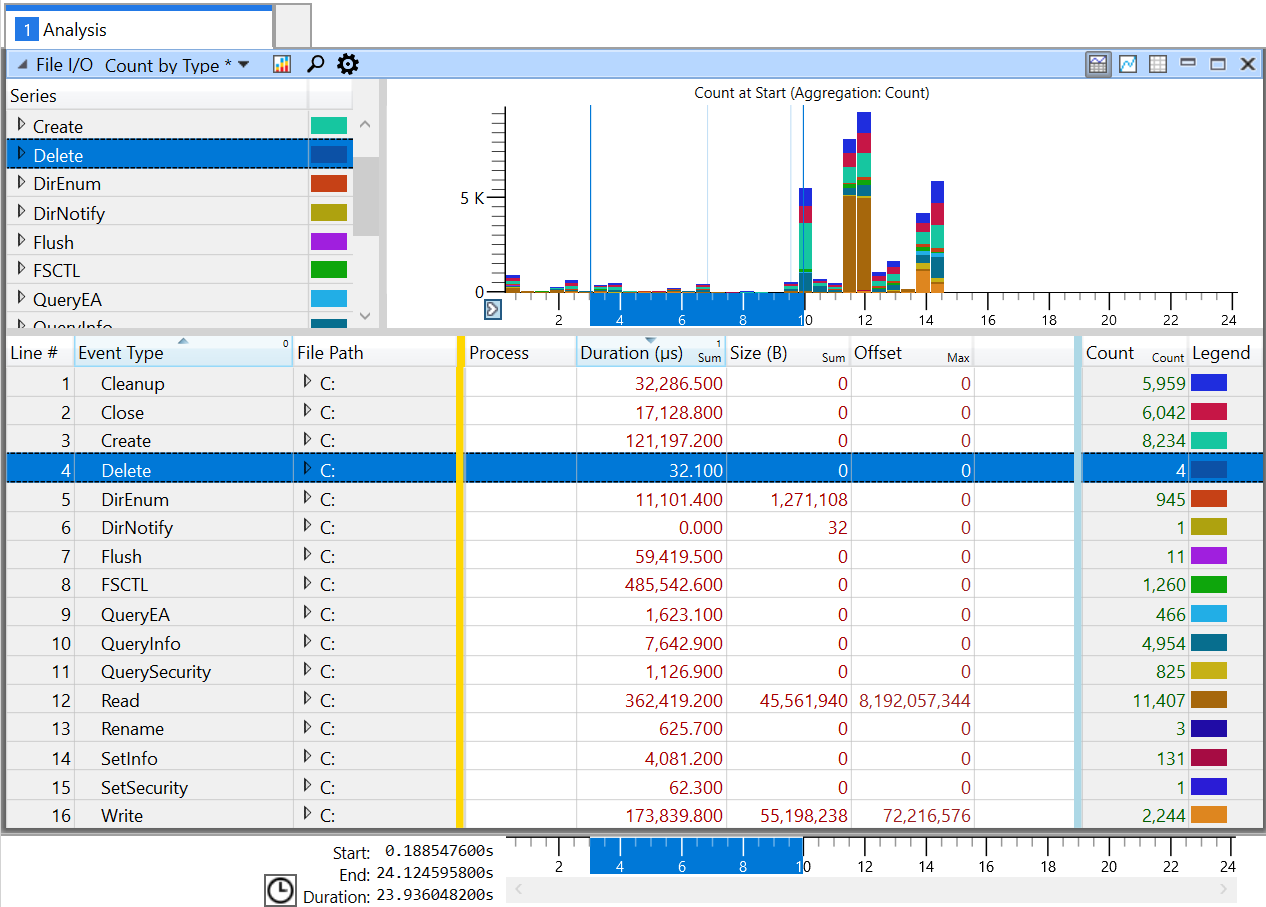 1 Analysis
File I/O Count by Type *
Series
Create
Delete
DirEnum
DirNotify
Flush
FSCTL
QueryEA
QueryInfo
Count at Start (Aggregation: Count)
5 K
0
2 4 6 8 10 12 14 16 18 20 22 24
Line # Event Type 0 File Path Process Duration (µs) 1 Sum Size (B) Sum Offset Max Count Count Legend
1 Cleanup C: 32,286.500 0 0 5,959
2 Close C: 17,128.800 0 0 6,042
3 Create C: 121,197.200 0 0 8,234
4 Delete C: 32.100 0 0 4
5 DirEnum C: 11,101.400 1,271,108 0 945
6 DirNotify C: 0.000 32 0 1
7 Flush C: 59,419.500 0 0 11
8 FSCTL C: 485,542.600 0 0 1,260
9 QueryEA C: 1,623.100 0 0 466
10 QueryInfo C: 7,642.900 0 0 4,954
11 QuerySecurity C: 1,126.900 0 0 825
12 Read C: 362,419.200 45,561,940 8,192,057,344 11,407
13 Rename C: 625.700 0 0 3
14 SetInfo C: 4,081.200 0 0 131
15 SetSecurity C: 62.300 0 0 1
16 Write C: 173,839.800 55,198,238 72,216,576 2,244
2 4 6 8 10 12 14 16 18 20 22 24
Start: 0.188547600s
End: 24.124595800s
Duration: 23.936048200s